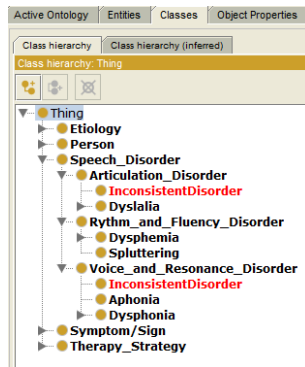 Active Ontology Entities Classes Object Properties
Class hierarchy Class hierarchy (inferred)
Class hierarchy: Thing
Thing
Etiology
Person
Speech_Disorder
Articulation_Disorder
InconsistentDisorder
Dyslalia
Rythm_and_Fluency_Disorder
Dysphemia
Spluttering
Voice_and_Resonance_Disorder
InconsistentDisorder
Aphonia
Dysphonia
Symptom/Sign
Therapy_Strategy